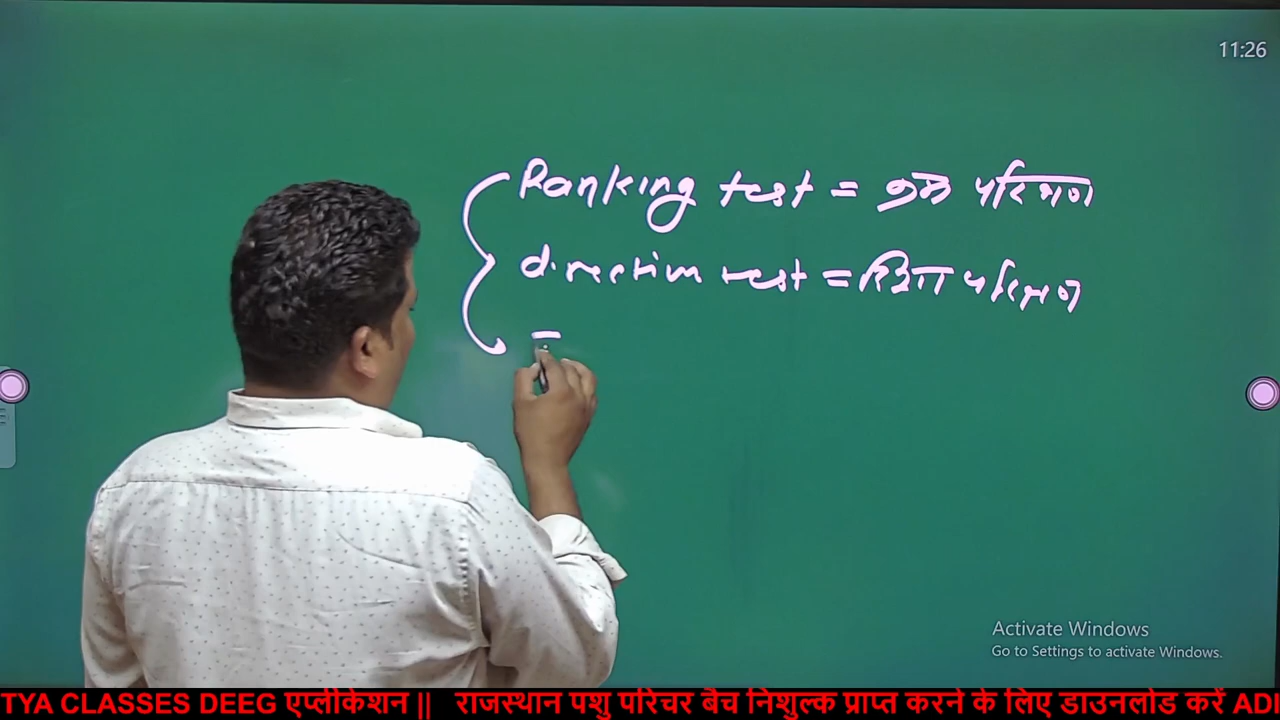 11:26
Ranking test = क्रम परिक्षण
direction test = दिशा परिक्षण
Activate Windows
Go to Settings to activate Windows.
TYA CLASSES DEEG एप्लीकेशन || राजस्थान पशु परिचर बैच निशुल्क प्राप्त करने के लिए डाउनलोड करें ADI